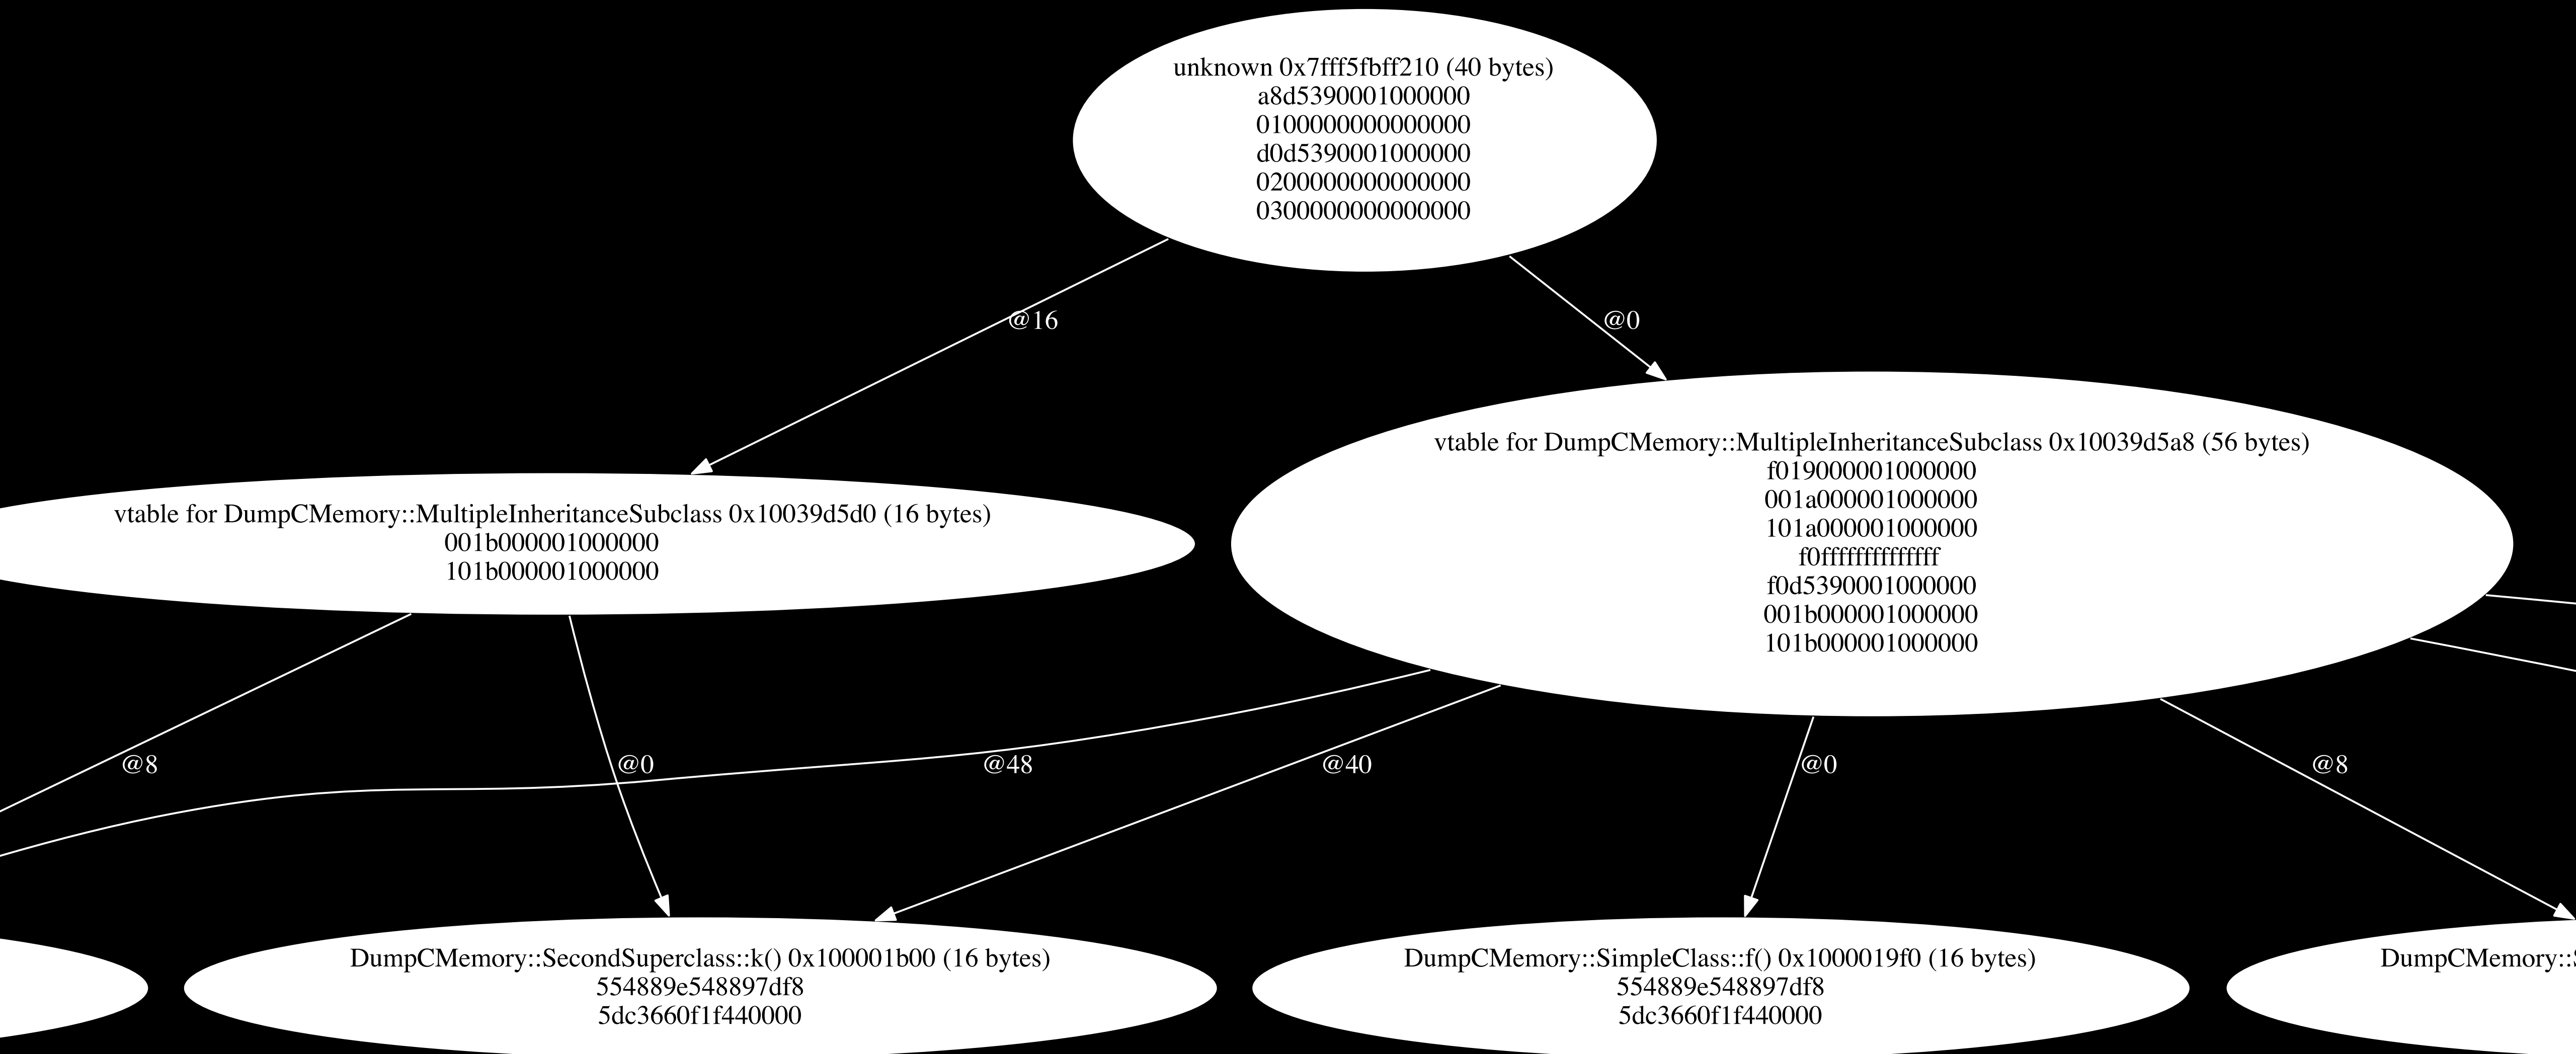 unknown 0x7fff5fbff210 (40 bytes)
a8d5390001000000
0100000000000000
d0d5390001000000
0200000000000000
0300000000000000
@16
@0
vtable for DumpCMemory::MultipleInheritanceSubclass 0x10039d5d0 (16 bytes)
001b000001000000
101b000001000000
vtable for DumpCMemory::MultipleInheritanceSubclass 0x10039d5a8 (56 bytes)
f019000001000000
001a000001000000
101a000001000000
f0ffffffffffffff
f0d5390001000000
001b000001000000
101b000001000000
@8
@0
@48
@40
@0
@8
DumpCMemory::SecondSuperclass::k() 0x100001b00 (16 bytes)
554889e548897df8
5dc3660f1f440000
DumpCMemory::SimpleClass::f() 0x1000019f0 (16 bytes)
554889e548897df8
5dc3660f1f440000
DumpCMemory::S